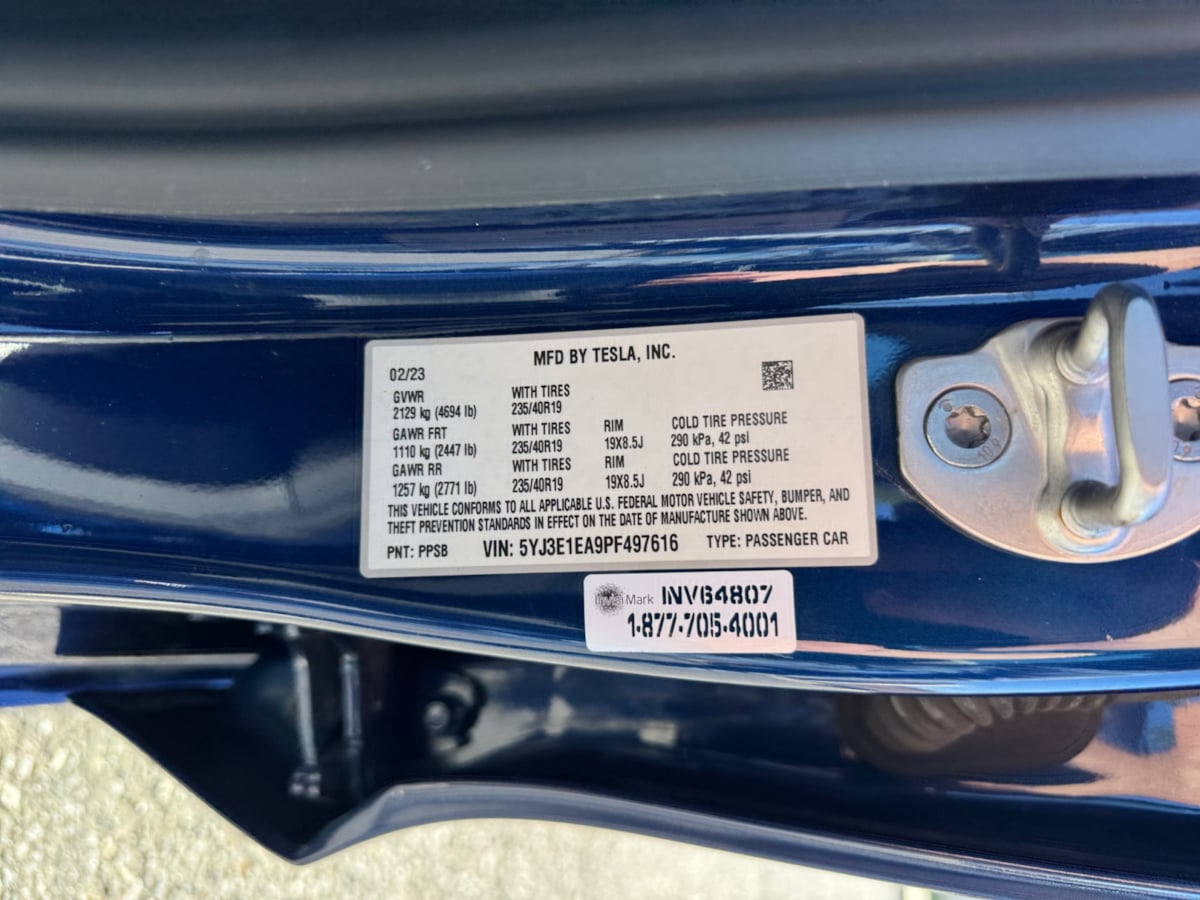 MFD BY TESLA, INC.
02/23
GVWR WITH TIRES
2129 kg (4694 lb) 235/40R19
GAWR FRT WITH TIRES RIM COLD TIRE PRESSURE
1110 kg (2447 lb) 235/40R19 19X8.5J 290 kPa, 42 psi
GAWR RR WITH TIRES RIM COLD TIRE PRESSURE
1257 kg (2771 lb) 235/40R19 19X8.5J 290 kPa, 42 psi
THIS VEHICLE CONFORMS TO ALL APPLICABLE U.S. FEDERAL MOTOR VEHICLE SAFETY, BUMPER, AND
THEFT PREVENTION STANDARDS IN EFFECT ON THE DATE OF MANUFACTURE SHOWN ABOVE.
PNT: PPSB VIN: 5YJ3E1EA9PF497616 TYPE: PASSENGER CAR
Mark INV64807
1-877-705-4001
10.9